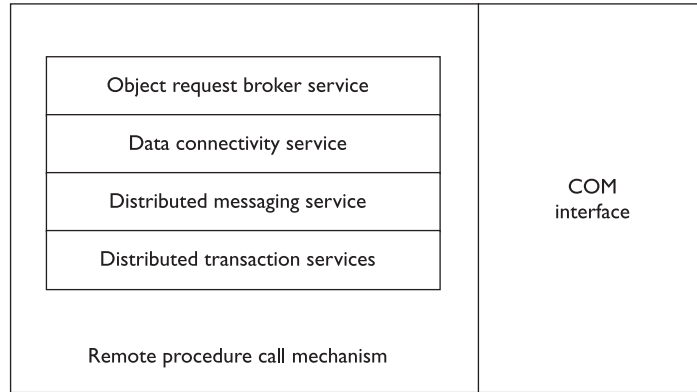 Object request broker service
Data connectivity service
Distributed messaging service
Distributed transaction services
Remote procedure call mechanism
COM
interface